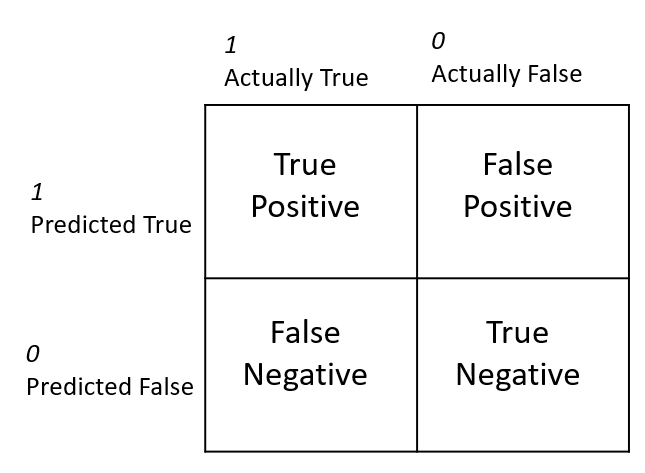 1
Actually True
0
Actually False
1
Predicted True
True
Positive
False
Positive
0
Predicted False
False
Negative
True
Negative